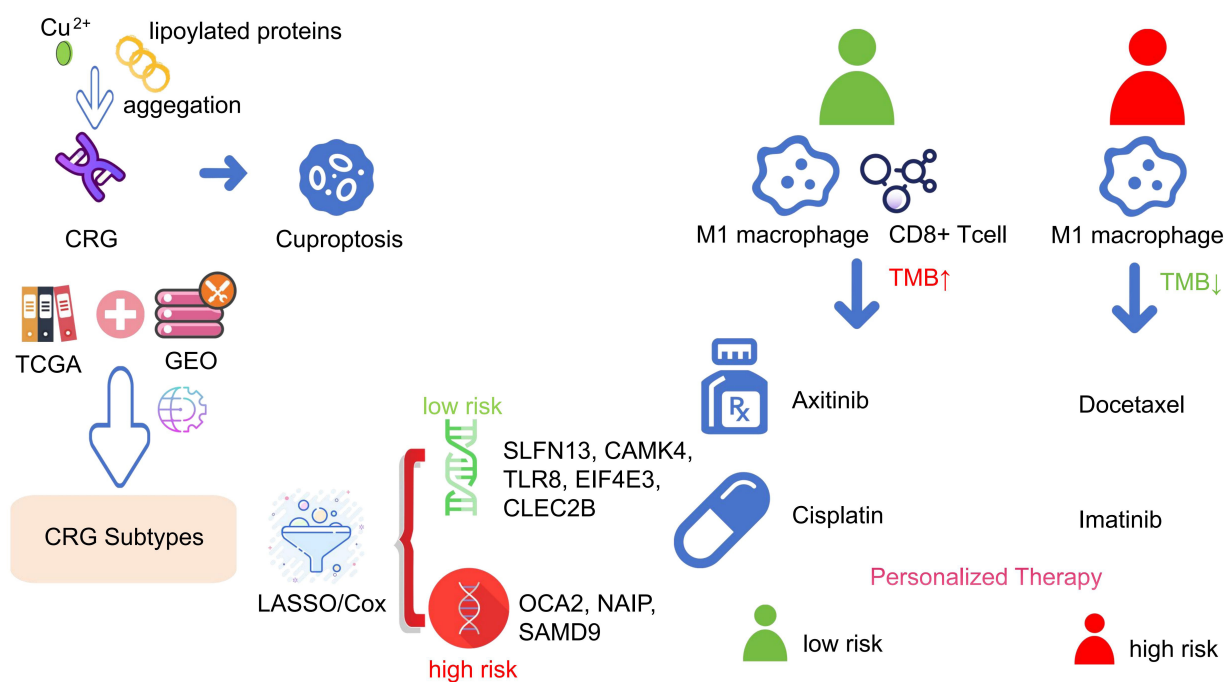 Cu²⁺
lipoylated proteins
aggegation
CRG
Cuproptosis
TCGA
GEO
CRG Subtypes
LASSO/Cox
low risk
SLFN13, CAMK4,
TLR8, EIF4E3,
CLEC2B
OCA2, NAIP,
SAMD9
high risk
M1 macrophage
CD8+ Tcell
M1 macrophage
TMB↑
TMB↓
Rx
Axitinib
Docetaxel
Cisplatin
Imatinib
Personalized Therapy
low risk
high risk